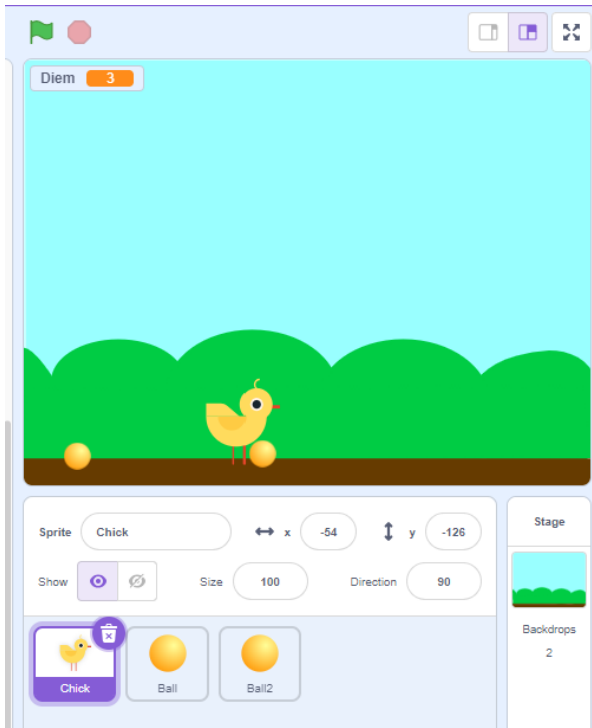 Diem 3
Sprite Chick x -54 y -126
Show Size 100 Direction 90
Stage
Backdrops
2
Chick Ball Ball2